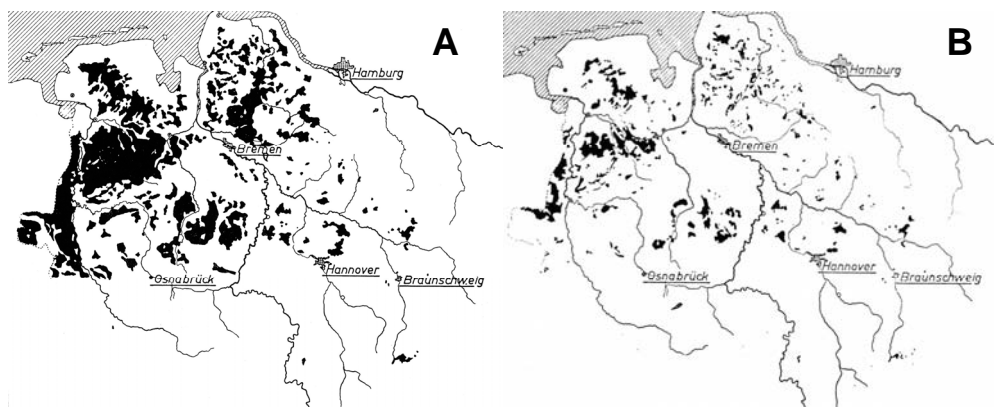 A
Hamburg
Bremen
Osnabrück
Hannover
Braunschweig
B
Hamburg
Bremen
Osnabrück
Hannover
Braunschweig